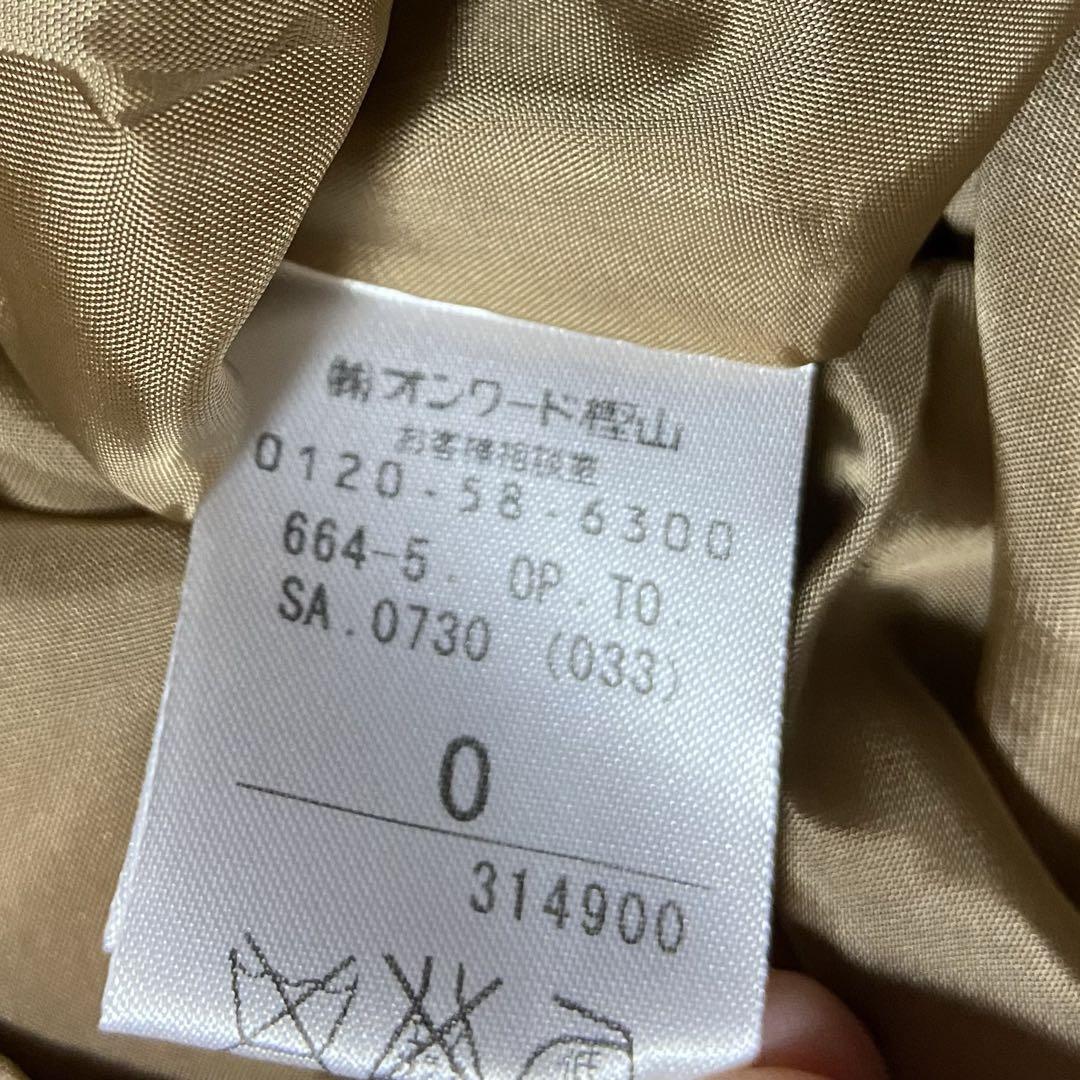 ㈱オンワード樫山
お客様相談室
0120-58-6300
664-5. OP.TO.
SA.0730 (033)
0
314900
低